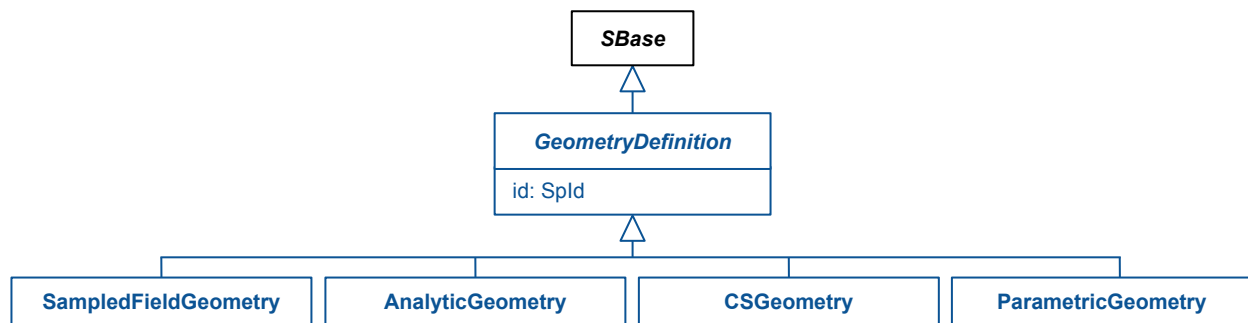 SBase
GeometryDefinition
id: SpId
SampledFieldGeometry
AnalyticGeometry
CSGeometry
ParametricGeometry